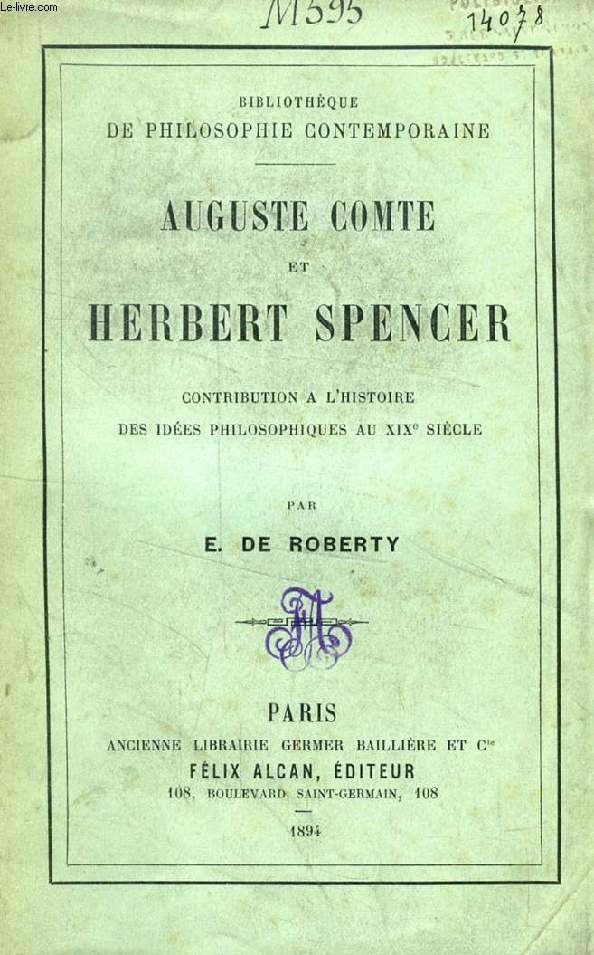 Le-livre.com
M595
14078
BIBLIOTHÈQUE
DE PHILOSOPHIE CONTEMPORAINE
AUGUSTE COMTE
ET
HERBERT SPENCER
CONTRIBUTION A L'HISTOIRE
DES IDÉES PHILOSOPHIQUES AU XIXe SIÈCLE
PAR
E. DE ROBERTY
PARIS
ANCIENNE LIBRAIRIE GERMER BAILLIÈRE ET Cie
FÉLIX ALCAN, ÉDITEUR
108, BOULEVARD SAINT-GERMAIN, 108
1894